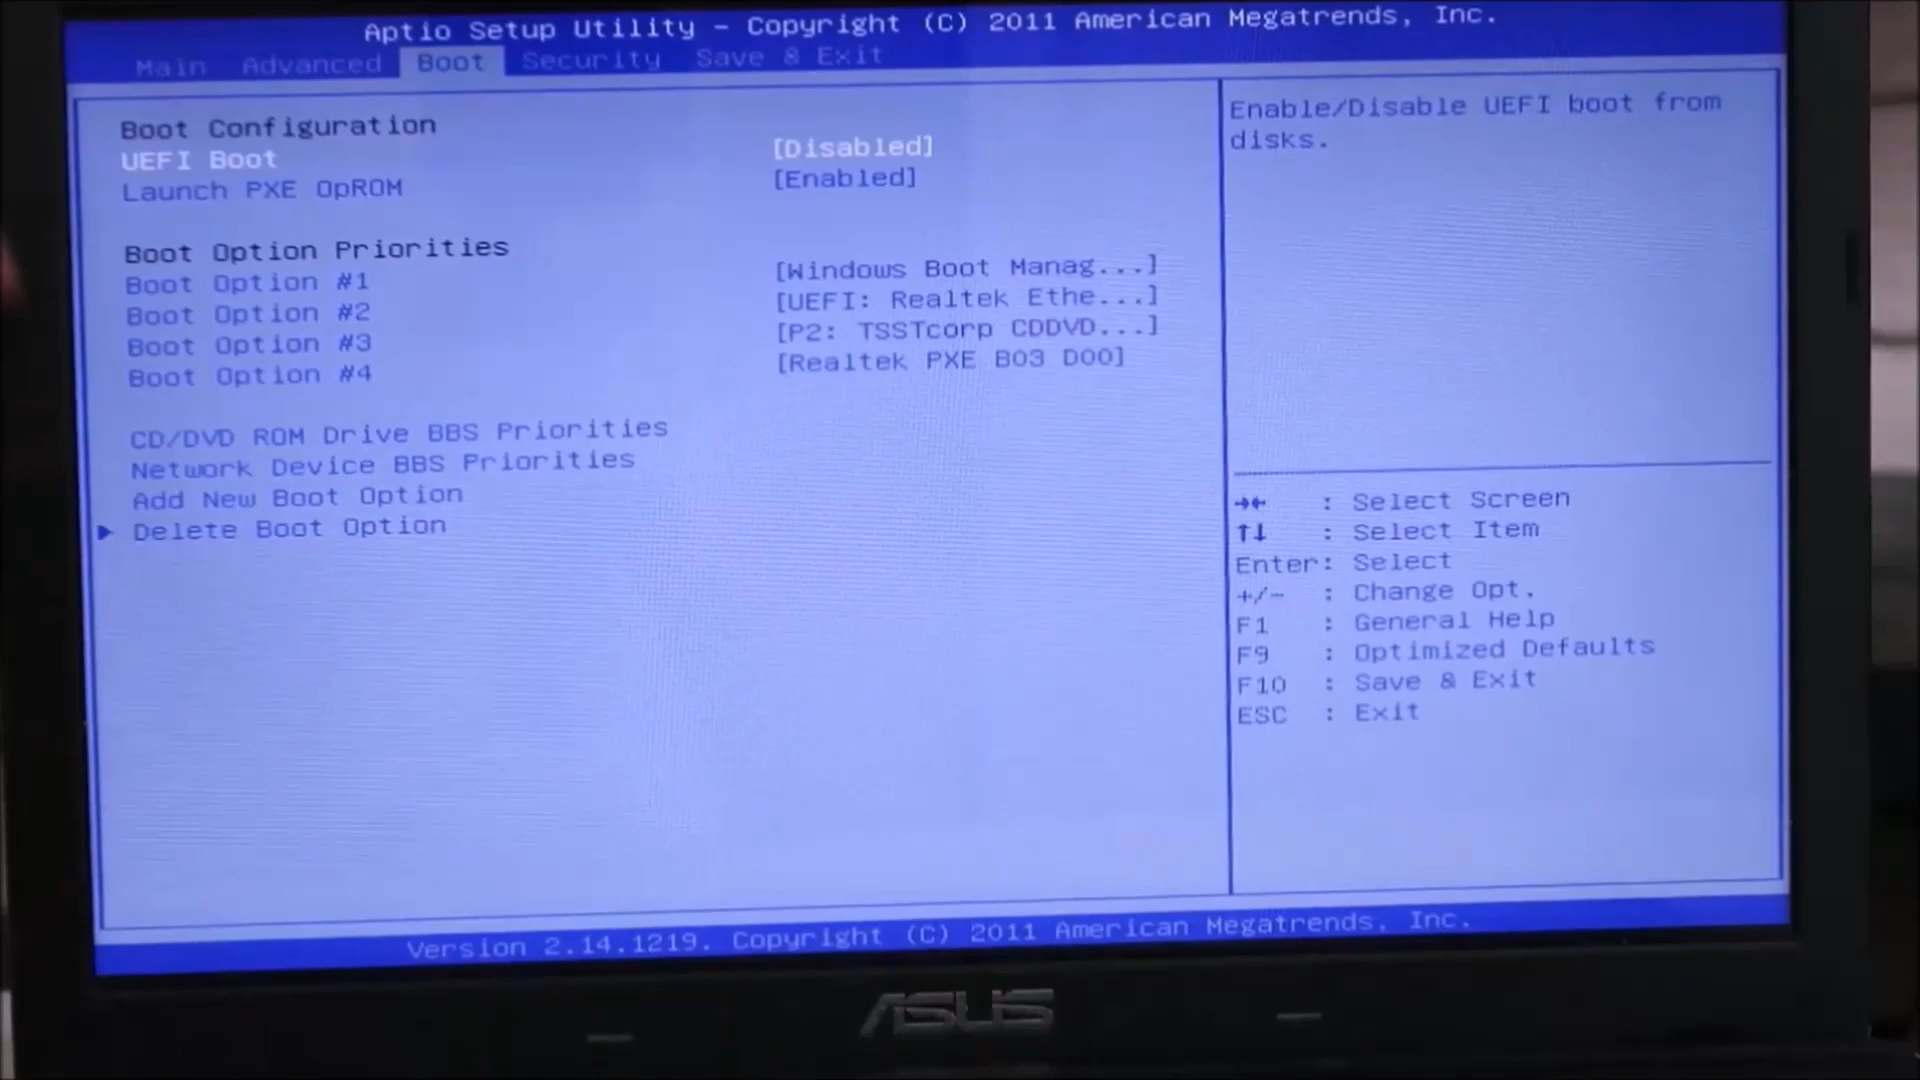 Aptio Setup Utility - Copyright (C) 2011 American Megatrends, Inc.
Main Advanced Boot Security Save & Exit
Boot Configuration
UEFI Boot [Disabled]
Launch PXE OpROM [Enabled]
Boot Option Priorities
Boot Option #1 [Windows Boot Manag...]
Boot Option #2 [UEFI: Realtek Ethe...]
Boot Option #3 [P2: TSSTcorp CDDVD...]
Boot Option #4 [Realtek PXE B03 D00]
CD/DVD ROM Drive BBS Priorities
Network Device BBS Priorities
Add New Boot Option
Delete Boot Option
Enable/Disable UEFI boot from
disks.
→← : Select Screen
↑↓ : Select Item
Enter: Select
+/- : Change Opt.
F1 : General Help
F9 : Optimized Defaults
F10 : Save & Exit
ESC : Exit
Version 2.14.1219. Copyright (C) 2011 American Megatrends, Inc.
ASUS